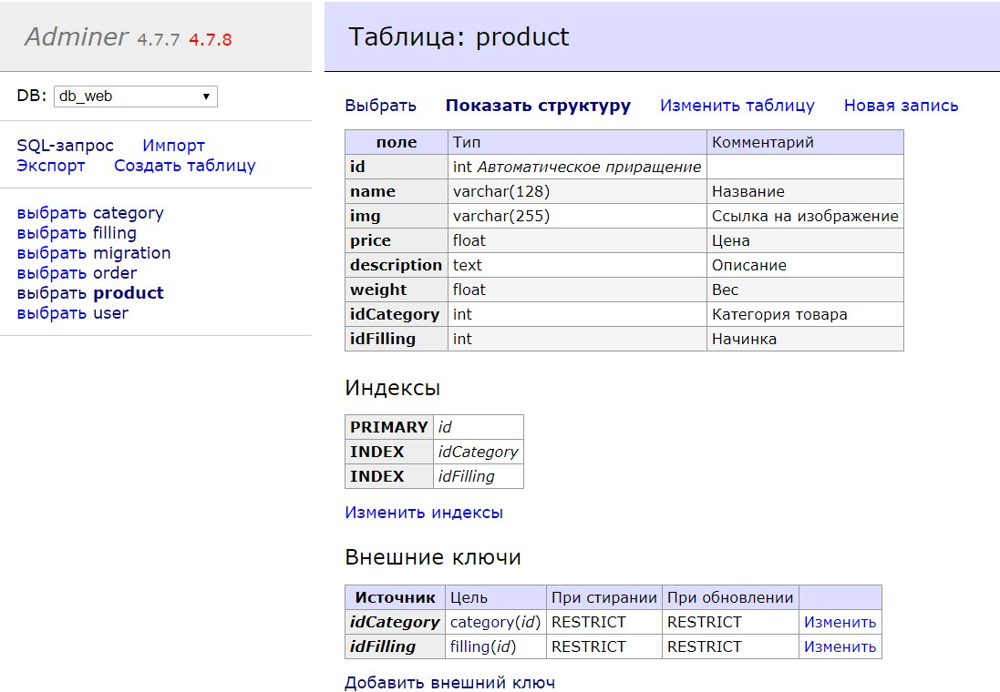 Adminer 4.7.7 4.7.8
DB: db_web
SQL-запрос Импорт
Экспорт Создать таблицу
выбрать category
выбрать filling
выбрать migration
выбрать order
выбрать product
выбрать user
Таблица: product
Выбрать Показать структуру Изменить таблицу Новая запись
поле Тип Комментарий
id int Автоматическое приращение
name varchar(128) Название
img varchar(255) Ссылка на изображение
price float Цена
description text Описание
weight float Вес
idCategory int Категория товара
idFilling int Начинка
Индексы
PRIMARY id
INDEX idCategory
INDEX idFilling
Изменить индексы
Внешние ключи
Источник Цель При стирании При обновлении
idCategory category(id) RESTRICT RESTRICT Изменить
idFilling filling(id) RESTRICT RESTRICT Изменить
Добавить внешний ключ